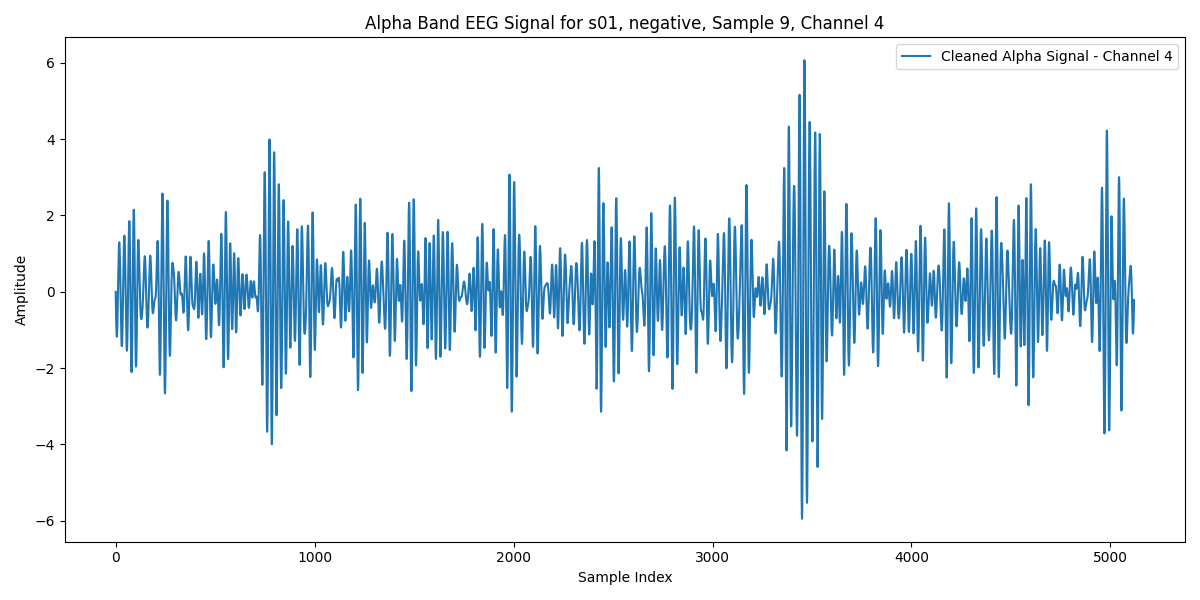 Alpha Band EEG Signal for s01, negative, Sample 9, Channel 4
Cleaned Alpha Signal - Channel 4
Amplitude
6
4
2
0
−2
−4
−6
0 1000 2000 3000 4000 5000
Sample Index